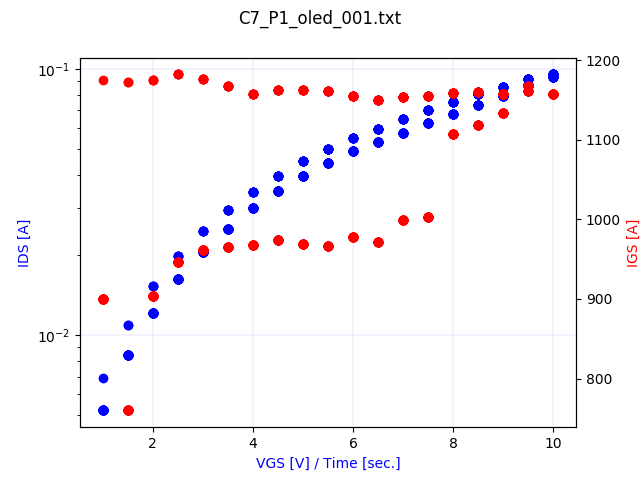 C7_P1_oled_001.txt
10⁻¹
10⁻²
IDS [A]
1200
1100
1000
900
800
IGS [A]
2 4 6 8 10
VGS [V] / Time [sec.]